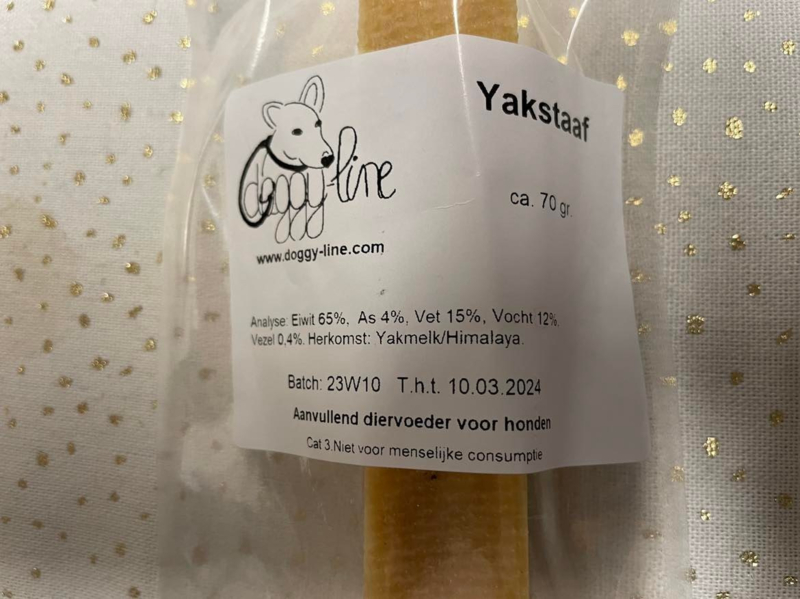 doggy-line
www.doggy-line.com
Yakstaaf
ca. 70 gr.
Analyse: Eiwit 65%, As 4%, Vet 15%, Vocht 12%.
Vezel 0,4%. Herkomst: Yakmelk/Himalaya.
Batch: 23W10 T.h.t. 10.03.2024
Aanvullend diervoeder voor honden
Cat 3.Niet voor menselijke consumptie